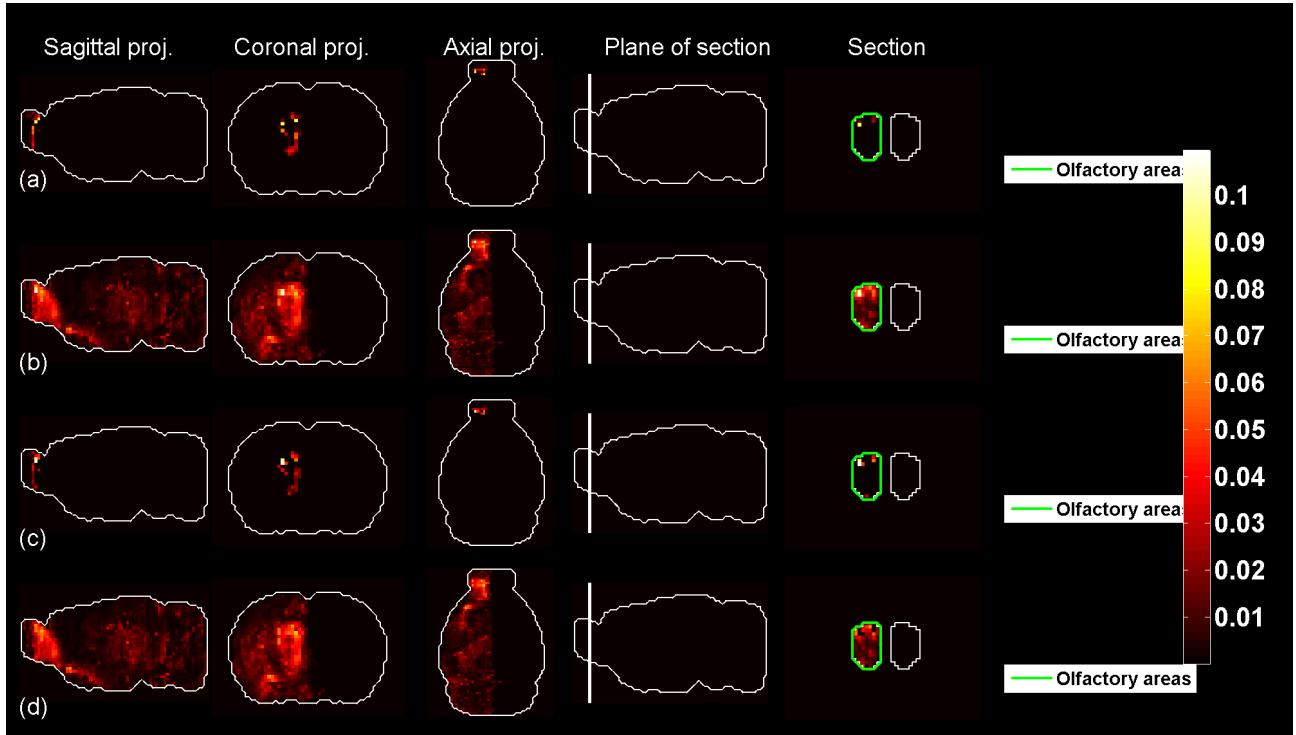 Sagittal proj. Coronal proj. Axial proj. Plane of section Section
(a)
Olfactory areas
(b)
Olfactory areas
(c)
Olfactory areas
(d)
Olfactory areas
0.1
0.09
0.08
0.07
0.06
0.05
0.04
0.03
0.02
0.01